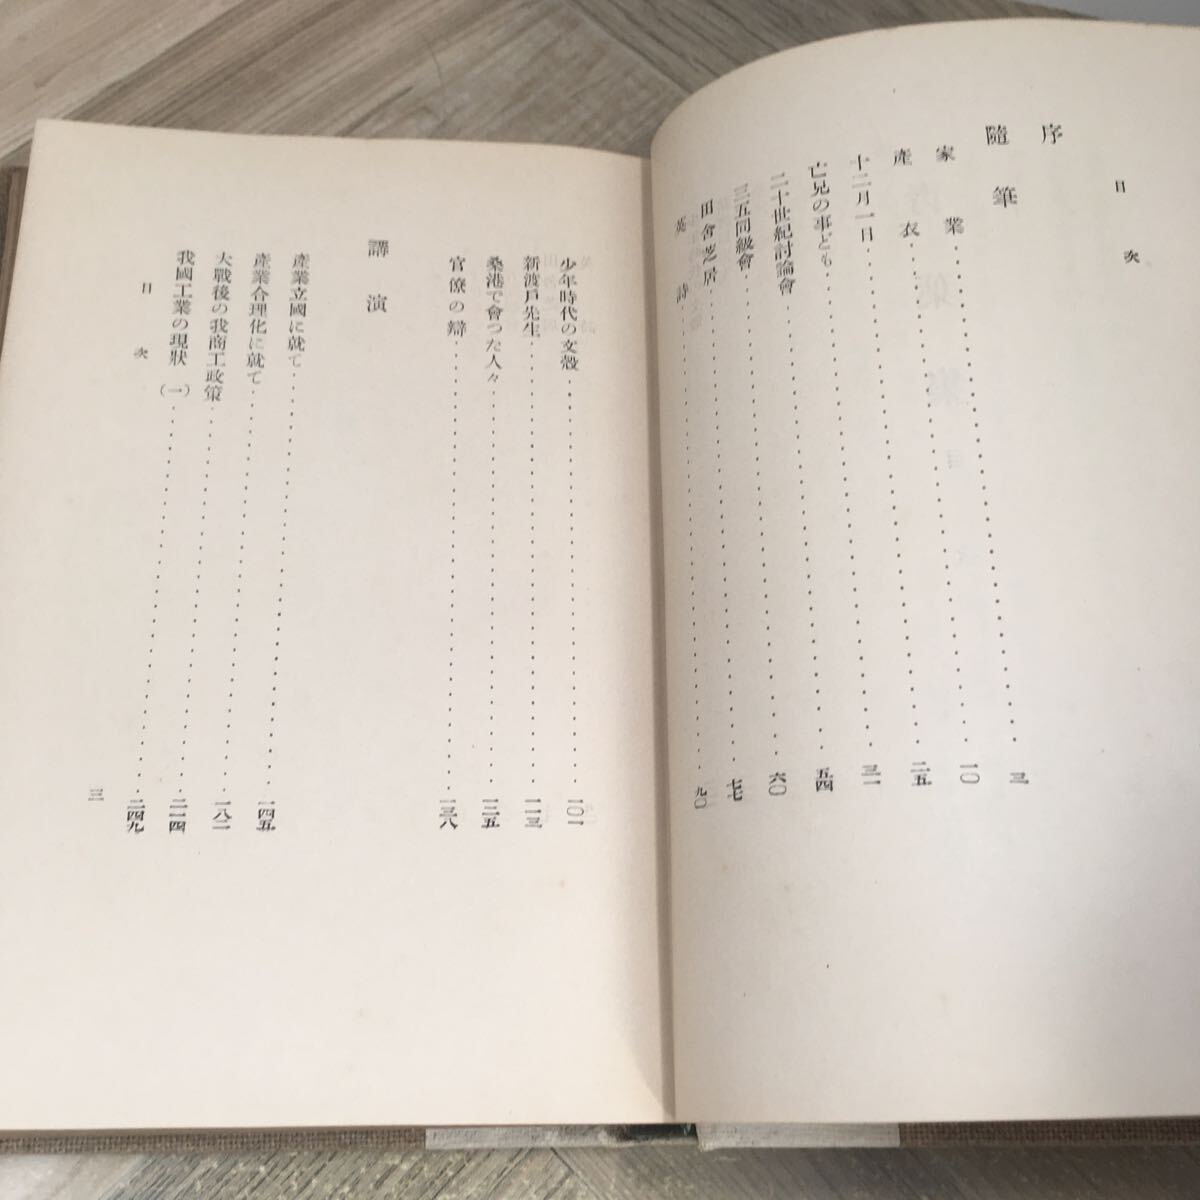 目次
序
隨筆
家業‥‥‥‥‥‥‥‥三
産衣‥‥‥‥‥‥‥‥一〇
十二月一日‥‥‥‥‥‥‥‥二五
亡兄の事ども‥‥‥‥‥‥‥‥三一
二十世紀討論會‥‥‥‥‥‥‥‥五四
三五同級會‥‥‥‥‥‥‥‥六〇
田舍芝居‥‥‥‥‥‥‥‥七七
英詩‥‥‥‥‥‥‥‥九〇
少年時代の文殼‥‥‥‥‥‥‥‥一〇一
新渡戶先生‥‥‥‥‥‥‥‥一一三
桑港で會つた人々‥‥‥‥‥‥‥‥一二五
官僚の辯‥‥‥‥‥‥‥‥一三八
講演
産業立國に就て‥‥‥‥‥‥‥‥一四五
産業合理化に就て‥‥‥‥‥‥‥‥一八二
大戰後の我商工政策‥‥‥‥‥‥‥‥二一四
我國工業の現狀(一)‥‥‥‥‥‥‥‥二四九
目次
三